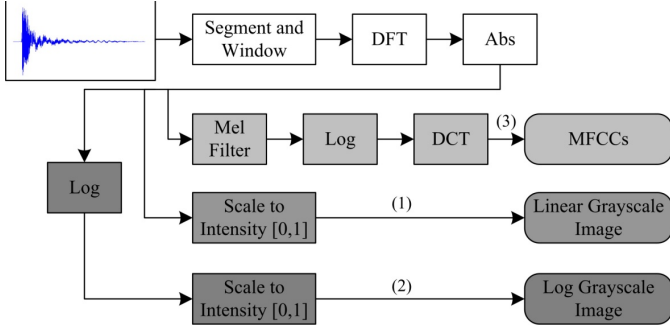 Segment and
Window
DFT
Abs
Mel
Filter
Log
DCT
(3)
MFCCs
Log
Scale to
Intensity [0,1]
(1)
Linear Grayscale
Image
Scale to
Intensity [0,1]
(2)
Log Grayscale
Image